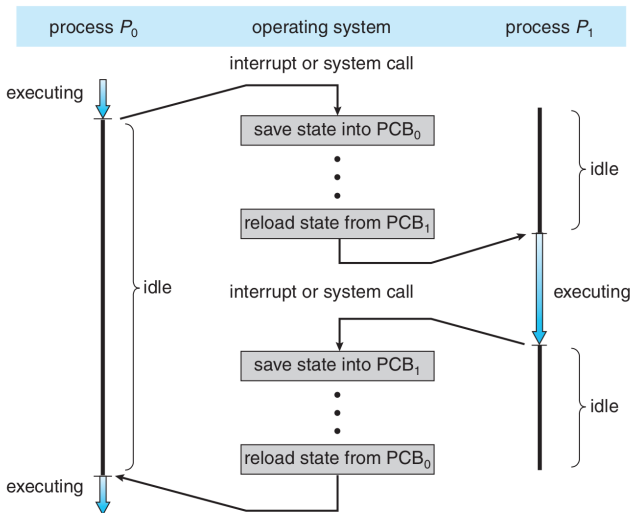 process P₀ operating system process P₁
interrupt or system call
executing
save state into PCB₀
idle
reload state from PCB₁
idle
interrupt or system call
executing
save state into PCB₁
idle
reload state from PCB₀
executing